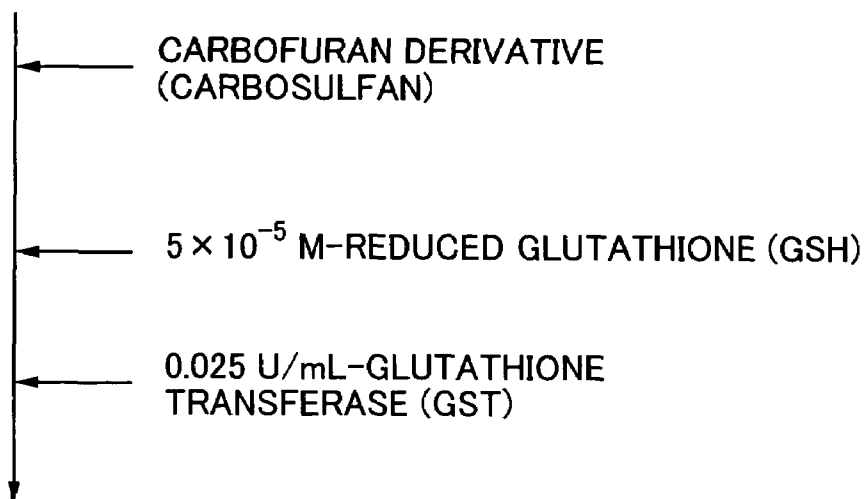 CARBOFURAN DERIVATIVE
(CARBOSULFAN)
5 × 10⁻⁵ M-REDUCED GLUTATHIONE (GSH)
0.025 U/mL-GLUTATHIONE
TRANSFERASE (GST)